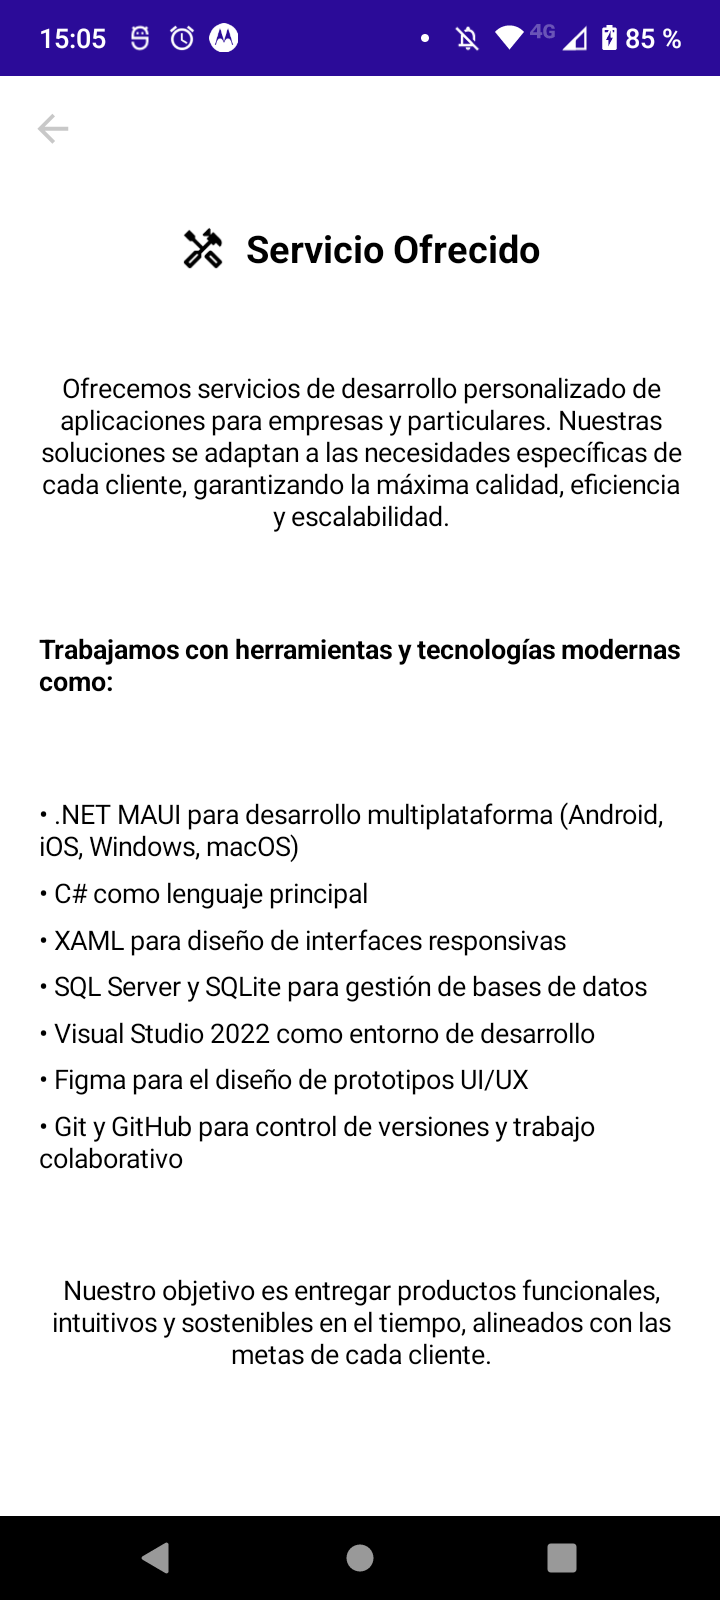 15:05
4G
85 %
Servicio Ofrecido
Ofrecemos servicios de desarrollo personalizado de
aplicaciones para empresas y particulares. Nuestras
soluciones se adaptan a las necesidades específicas de
cada cliente, garantizando la máxima calidad, eficiencia
y escalabilidad.
Trabajamos con herramientas y tecnologías modernas
como:
• .NET MAUI para desarrollo multiplataforma (Android,
iOS, Windows, macOS)
• C# como lenguaje principal
• XAML para diseño de interfaces responsivas
• SQL Server y SQLite para gestión de bases de datos
• Visual Studio 2022 como entorno de desarrollo
• Figma para el diseño de prototipos UI/UX
• Git y GitHub para control de versiones y trabajo
colaborativo
Nuestro objetivo es entregar productos funcionales,
intuitivos y sostenibles en el tiempo, alineados con las
metas de cada cliente.